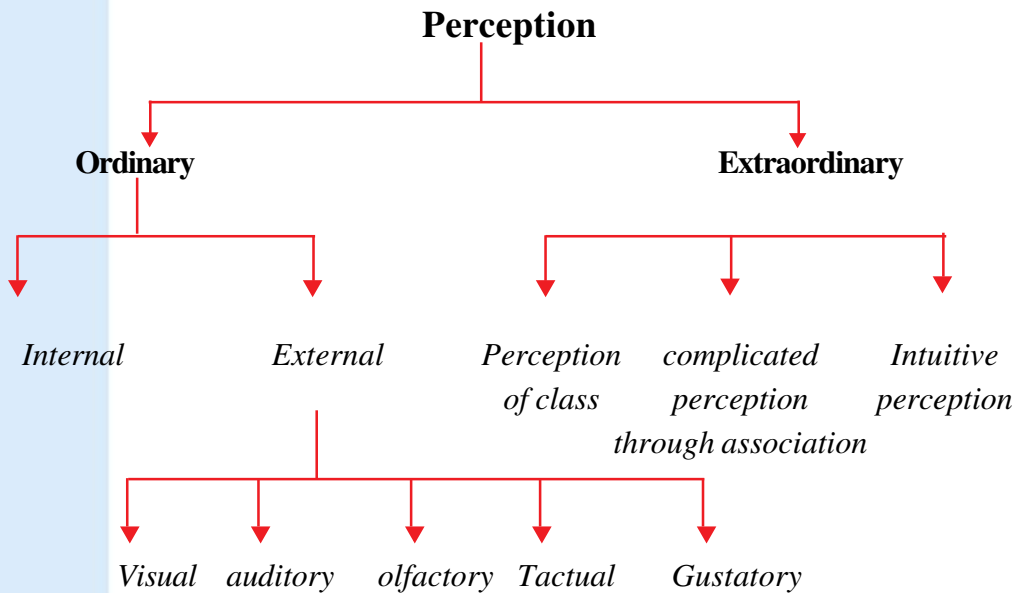 Perception
Ordinary
Extraordinary
Internal
External
Perception
of class
complicated
perception
through association
Intuitive
perception
Visual
auditory
olfactory
Tactual
Gustatory